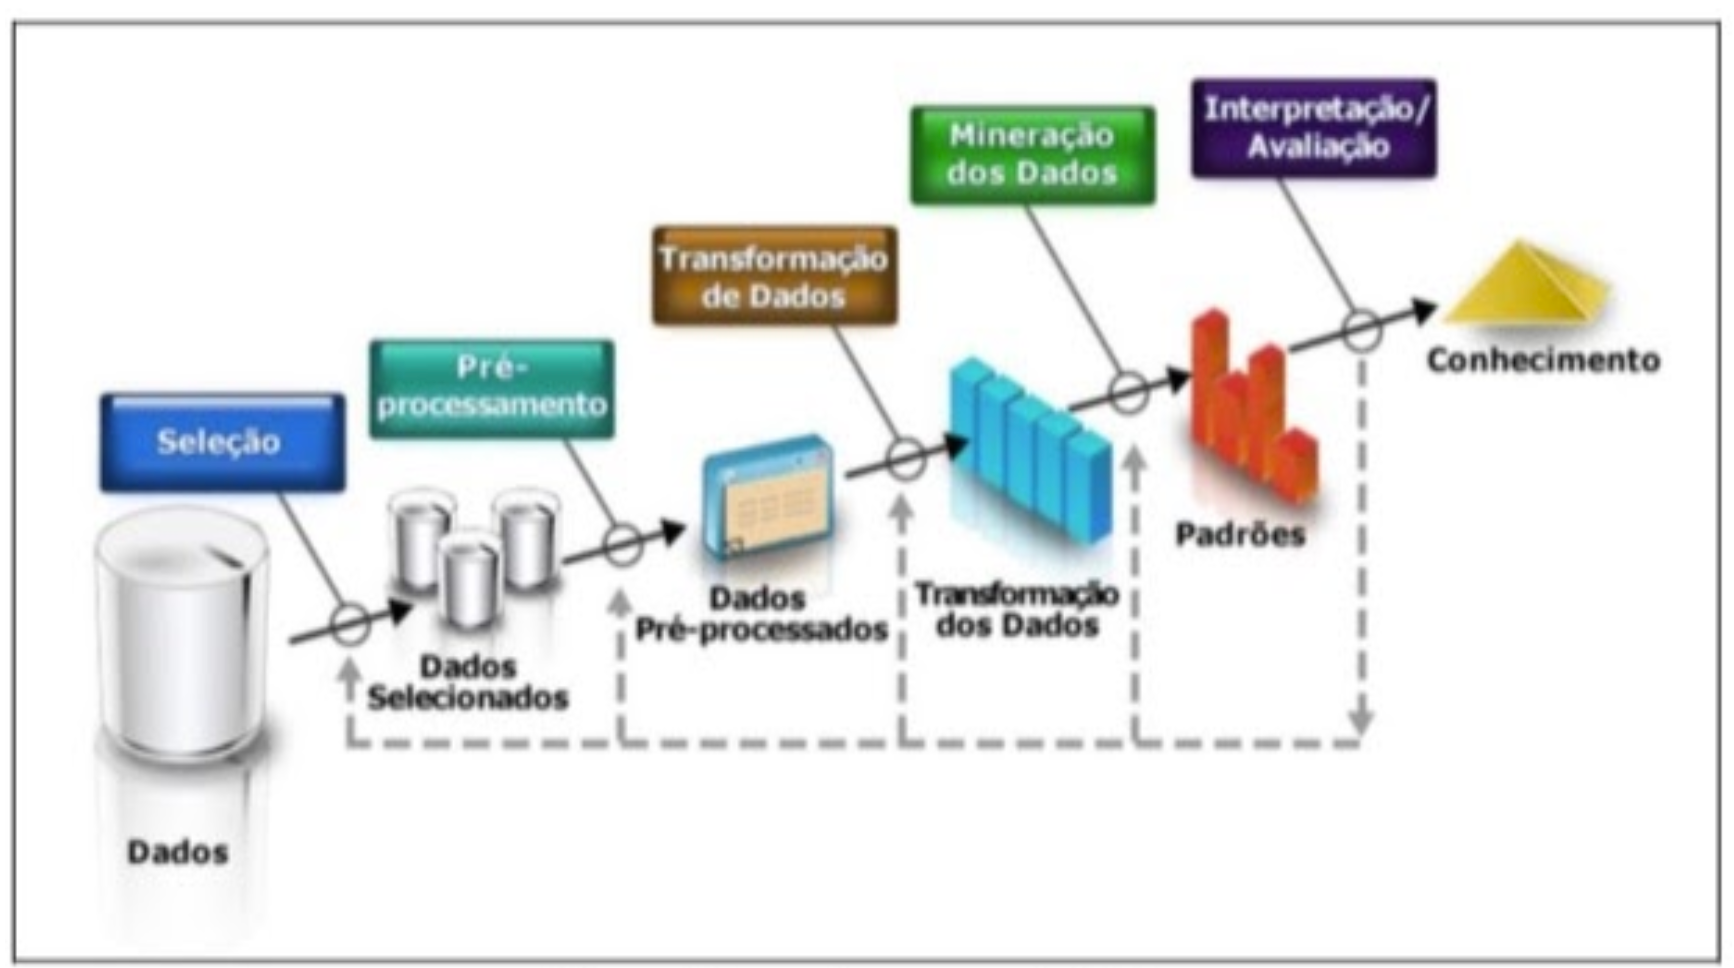 Interpretação/
Avaliação
Mineração
dos Dados
Transformação
de Dados
Pré-
processamento
Seleção
Conhecimento
Padrões
Transformação
dos Dados
Dados
Pré-processados
Dados
Selecionados
Dados